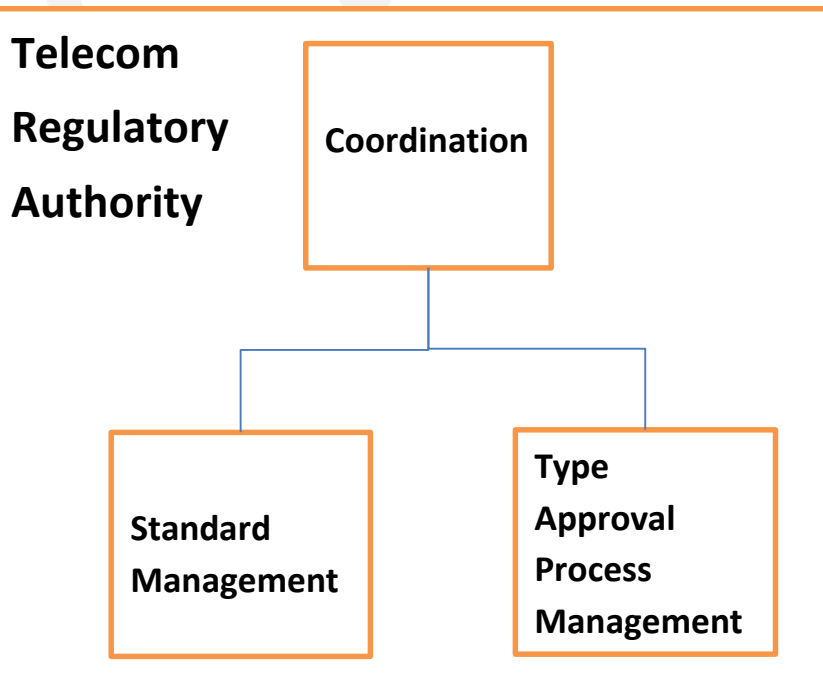 Telecom
Regulatory
Authority
Coordination
Standard
Management
Type
Approval
Process
Management